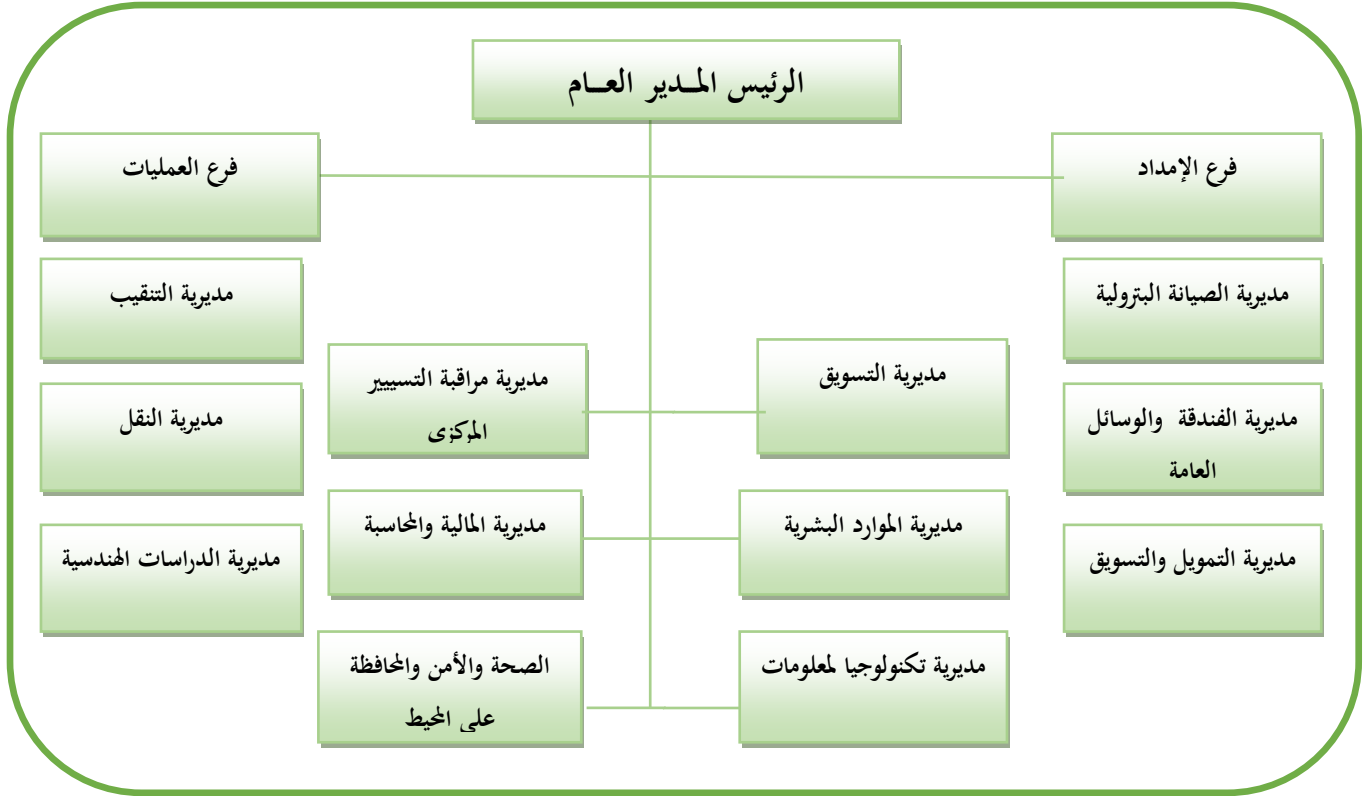 الرئيس المـدير العـام
فرع الإمداد
فرع العمليات
مديرية الصيانة البترولية
مديرية التنقيب
مديرية التسويق
مديرية مراقبة التسييير
المركزي
مديرية الفندقة والوسائل
العامة
مديرية النقل
مديرية الموارد البشرية
مديرية المالية والمحاسبة
مديرية التمويل والتسويق
مديرية الدراسات الهندسية
مديرية تكنولوجيا لمعلومات
الصحة والأمن والمحافظة
على المحيط